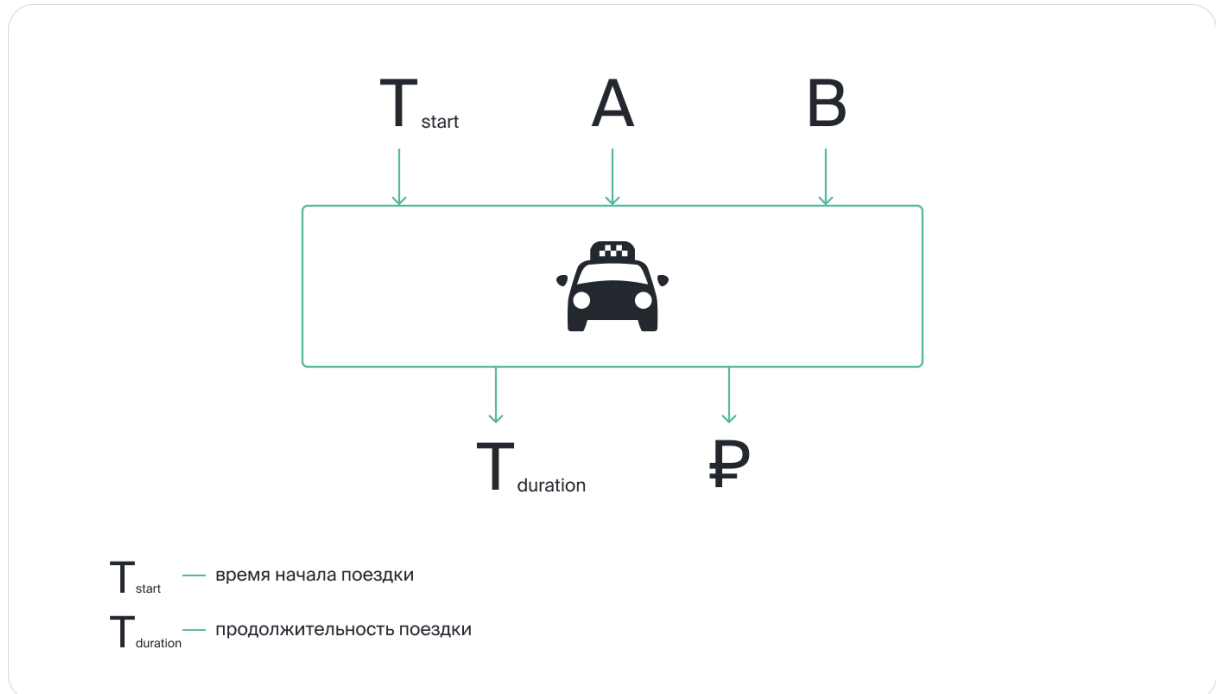 T start A B
T duration ₽
T start — время начала поездки
T duration — продолжительность поездки